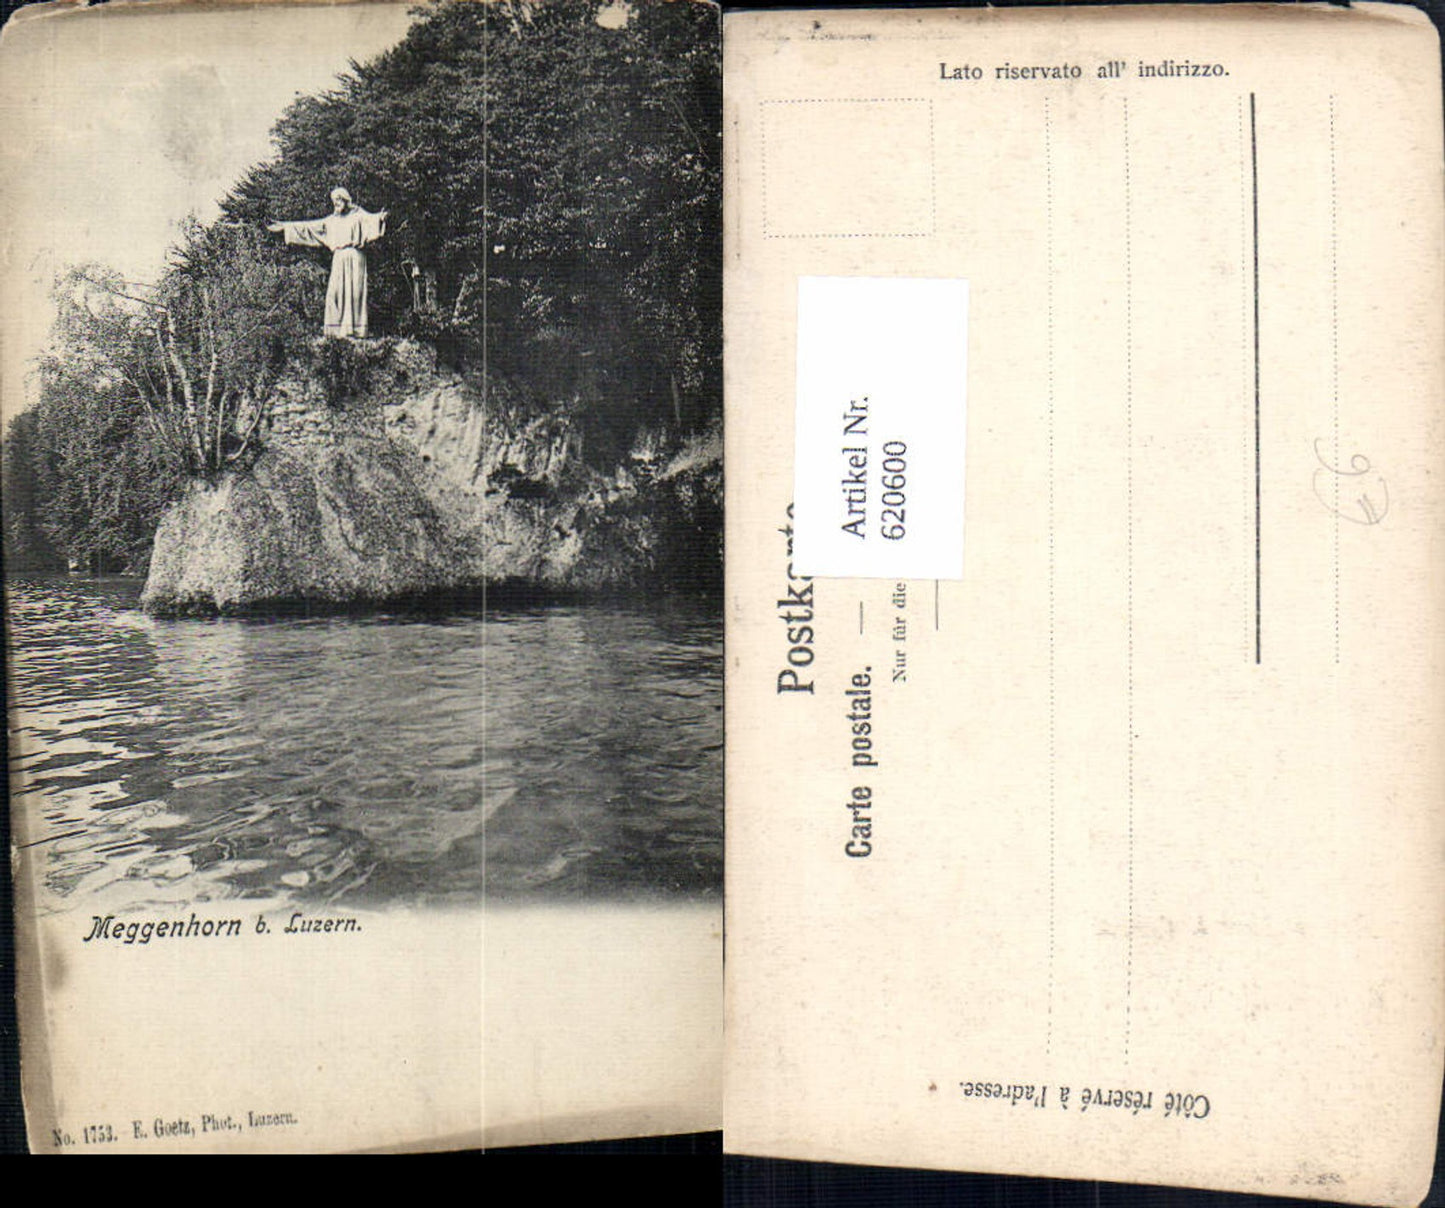 Meggenhorn b. Luzern.
No. 1753. E. Goetz, Phot., Luzern.
Lato riservato all' indirizzo.
Carte postale. —
Nur für die
Artikel Nr.
620600
Côté réservé à l'adresse.